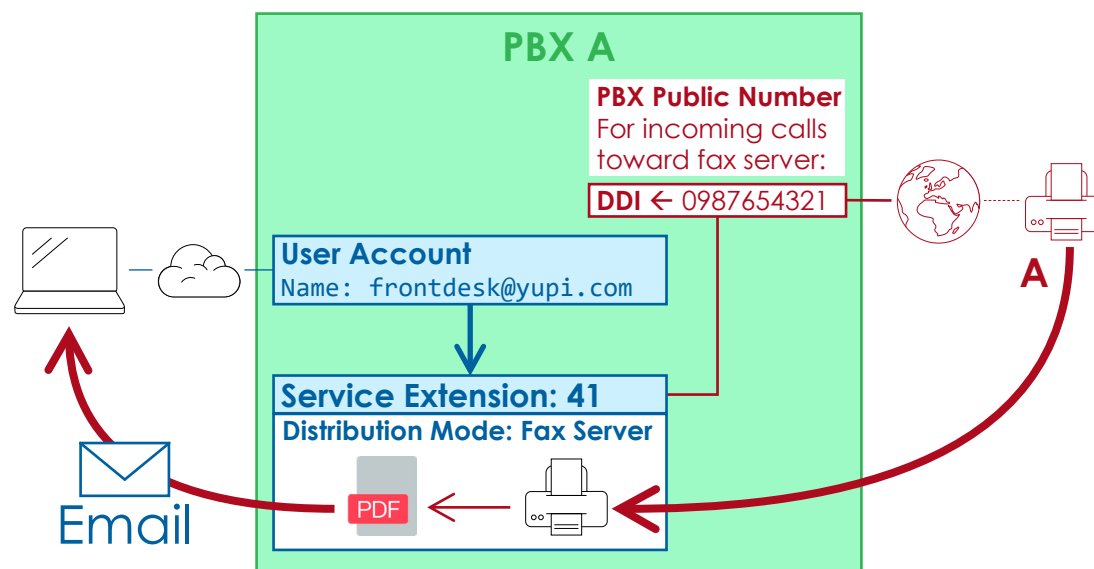 PBX A
PBX Public Number
For incoming calls
toward fax server:
DDI ← 0987654321
User Account
Name: frontdesk@yupi.com
A
Service Extension: 41
Distribution Mode: Fax Server
PDF
Email